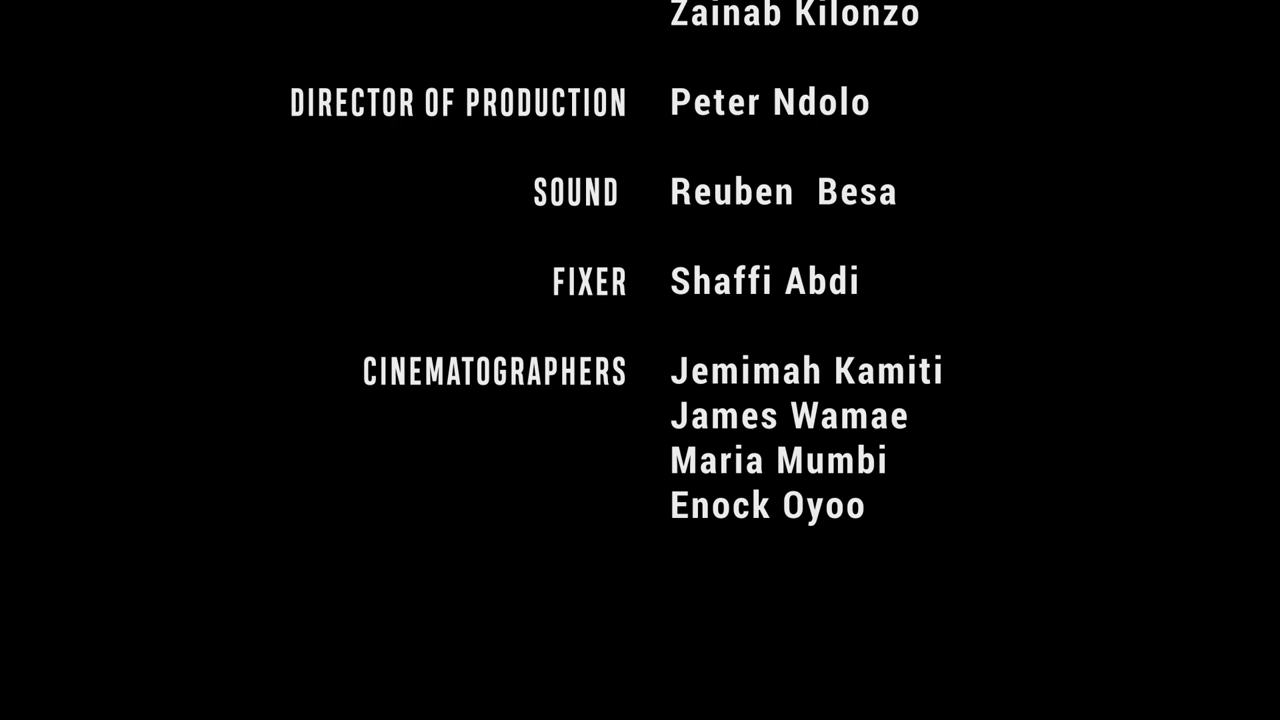 Zainab Kilonzo
DIRECTOR OF PRODUCTION Peter Ndolo
SOUND Reuben Besa
FIXER Shaffi Abdi
CINEMATOGRAPHERS Jemimah Kamiti
James Wamae
Maria Mumbi
Enock Oyoo